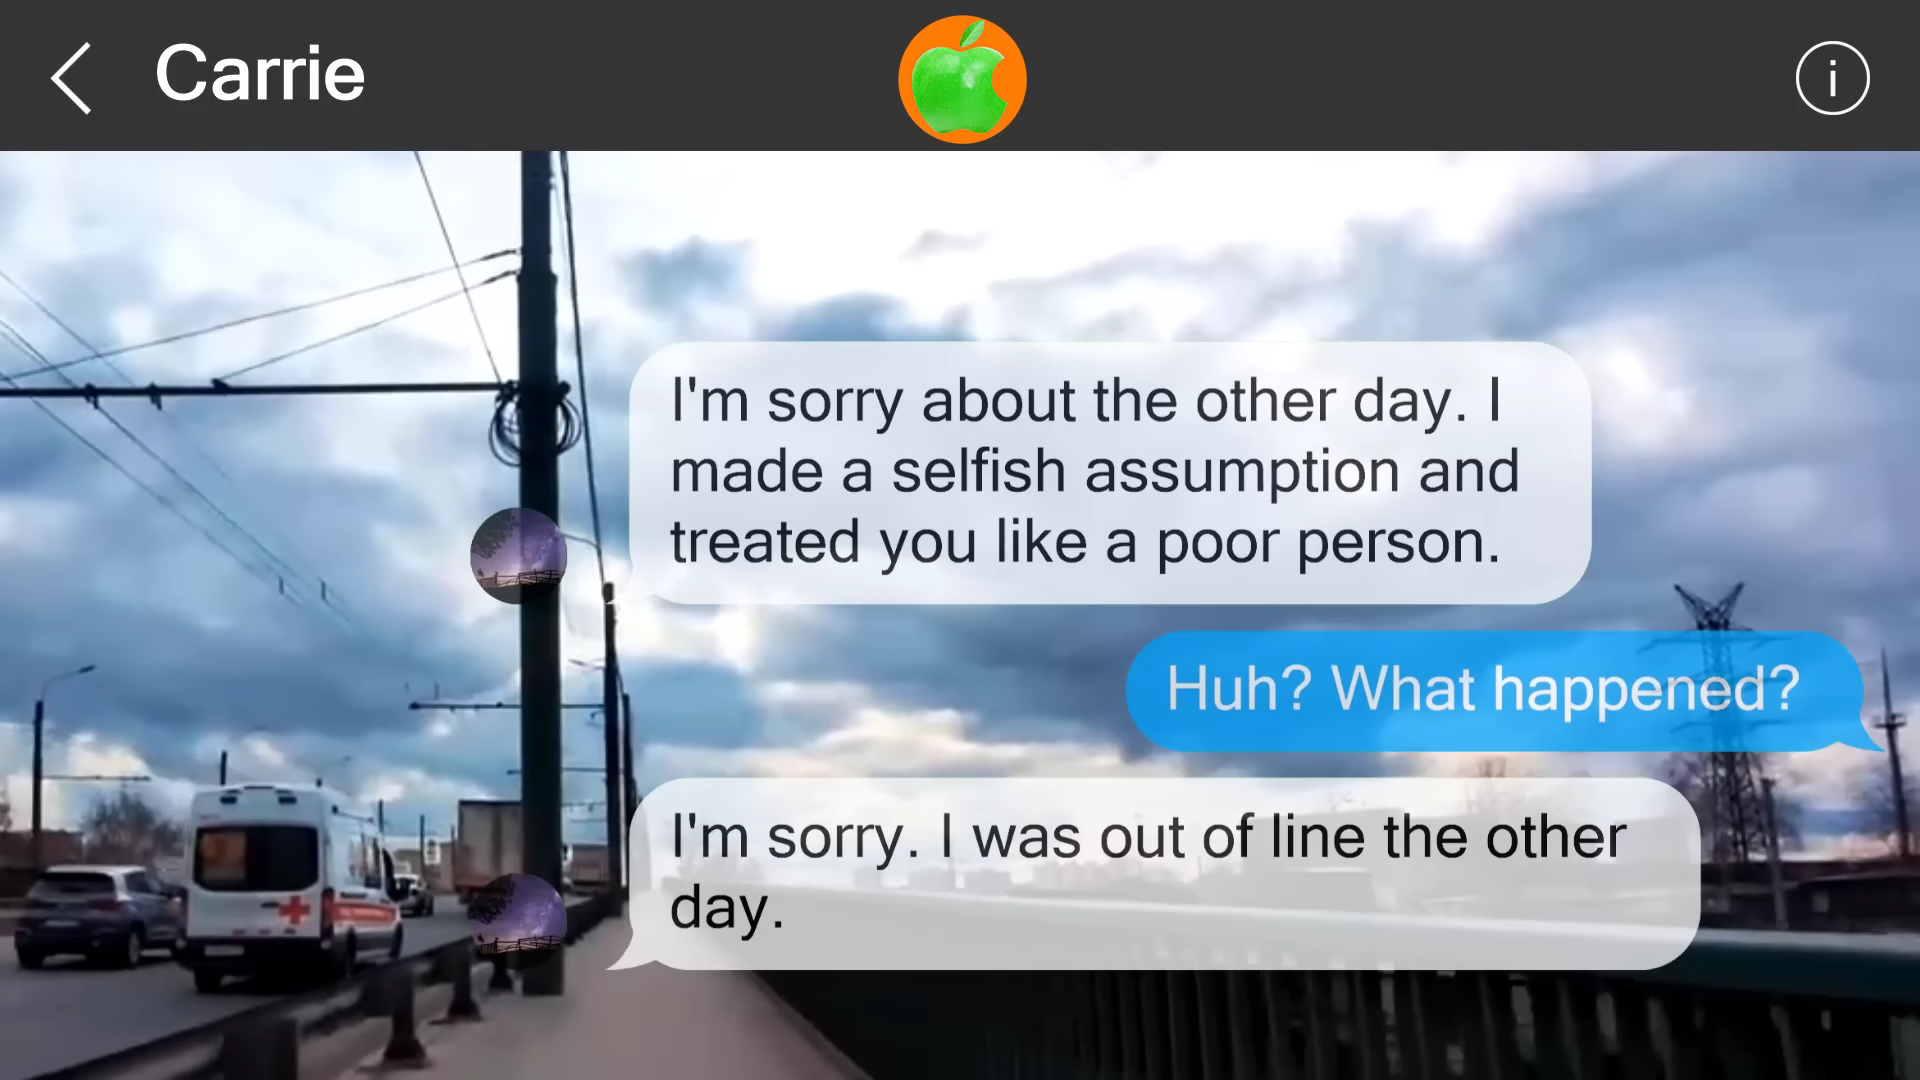 Carrie
i
I'm sorry about the other day. I
made a selfish assumption and
treated you like a poor person.
Huh? What happened?
I'm sorry. I was out of line the other
day.